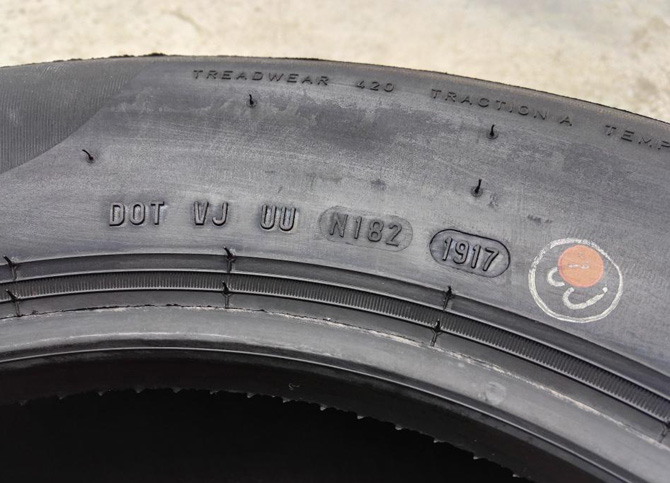 TREADWEAR 420 TRACTION A
DOT VJ UU N182 1917